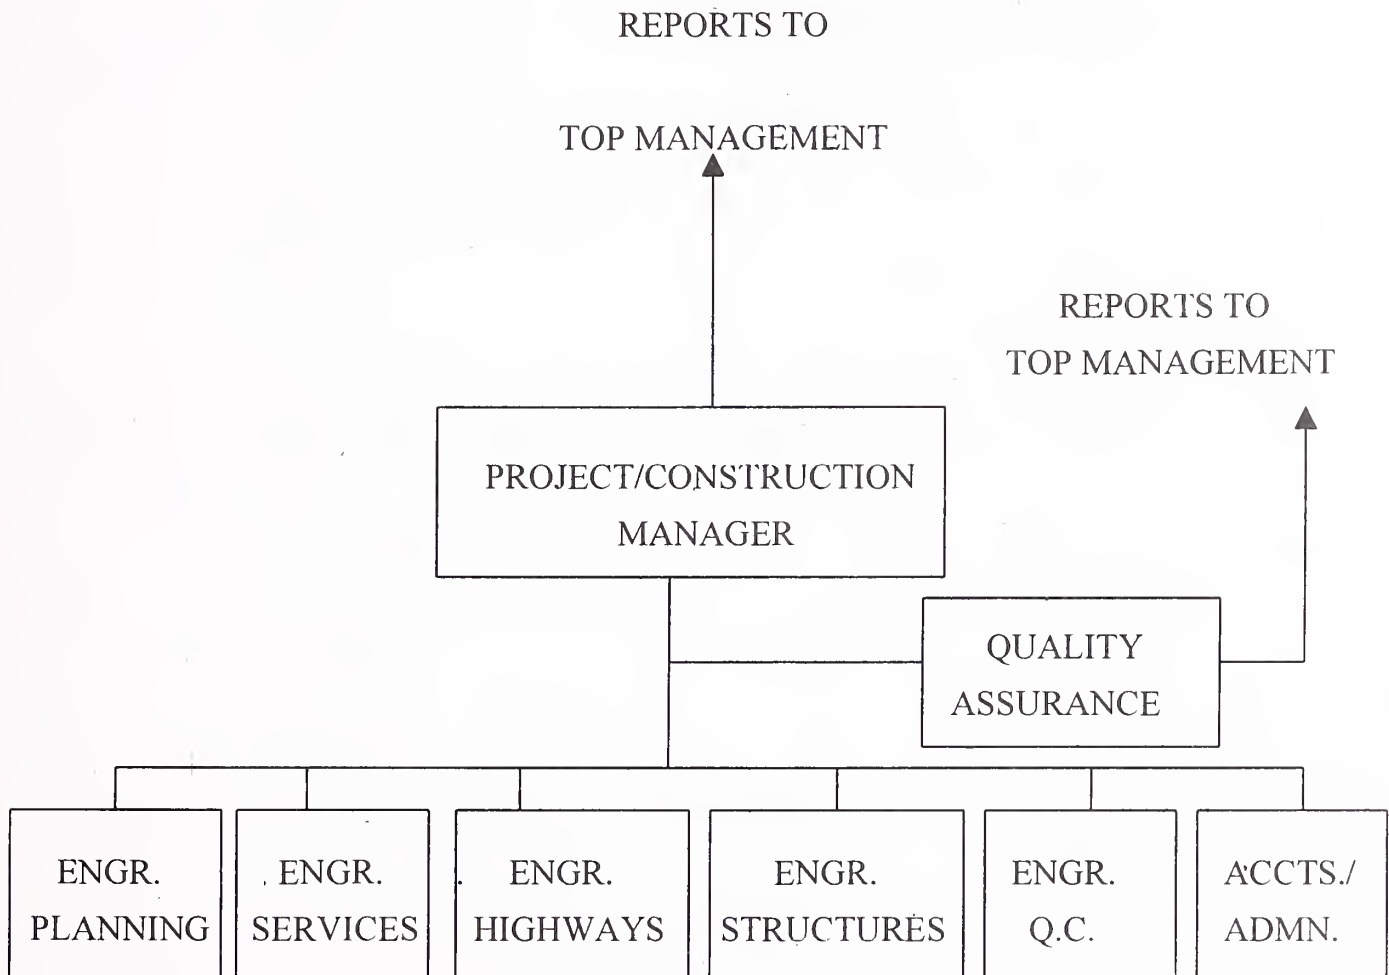 REPORTS TO
TOP MANAGEMENT
REPORTS TO
TOP MANAGEMENT
PROJECT/CONSTRUCTION
MANAGER
QUALITY
ASSURANCE
ENGR.
PLANNING
ENGR.
SERVICES
ENGR.
HIGHWAYS
ENGR.
STRUCTURES
ENGR.
Q.C.
ACCTS./
ADMN.